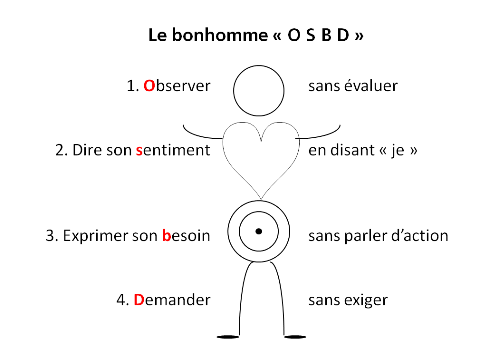 Le bonhomme « O S B D »
1. Observer sans évaluer
2. Dire son sentiment en disant « je »
3. Exprimer son besoin sans parler d’action
4. Demander sans exiger